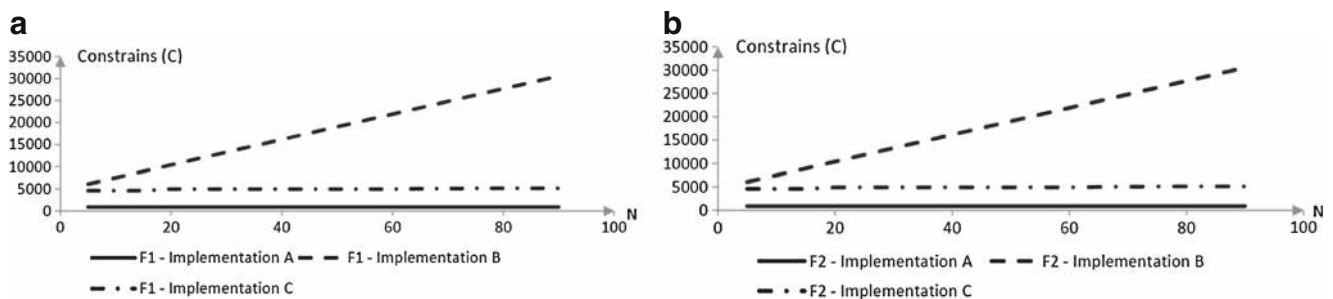 a
Constrains (C)
35000
30000
25000
20000
15000
10000
5000
0
0 20 40 60 80 100
N
F1 - Implementation A F1 - Implementation B
F1 - Implementation C
b
Constrains (C)
35000
30000
25000
20000
15000
10000
5000
0
0 20 40 60 80 100
N
F2 - Implementation A F2 - Implementation B
F2 - Implementation C